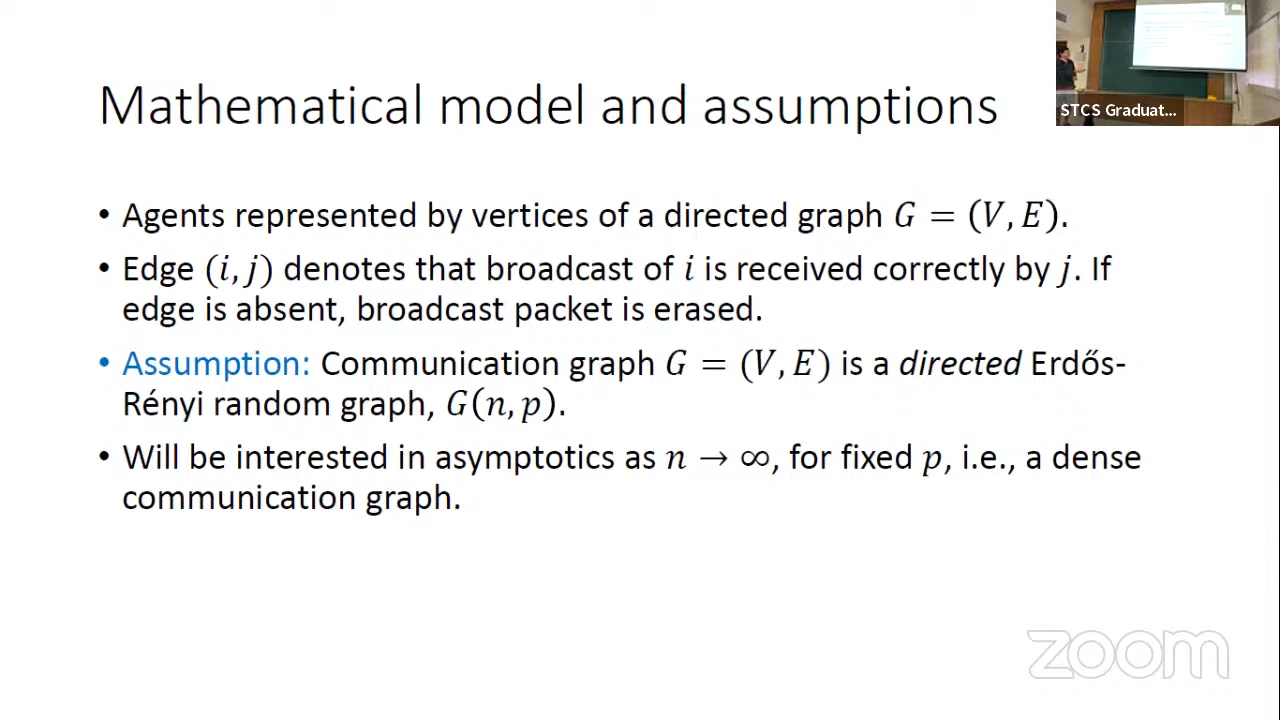 Mathematical model and assumptions
STCS Graduat...
• Agents represented by vertices of a directed graph G = (V, E).
• Edge (i, j) denotes that broadcast of i is received correctly by j. If
edge is absent, broadcast packet is erased.
• Assumption: Communication graph G = (V, E) is a directed Erdős-
Rényi random graph, G(n, p).
• Will be interested in asymptotics as n → ∞, for fixed p, i.e., a dense
communication graph.
zoom